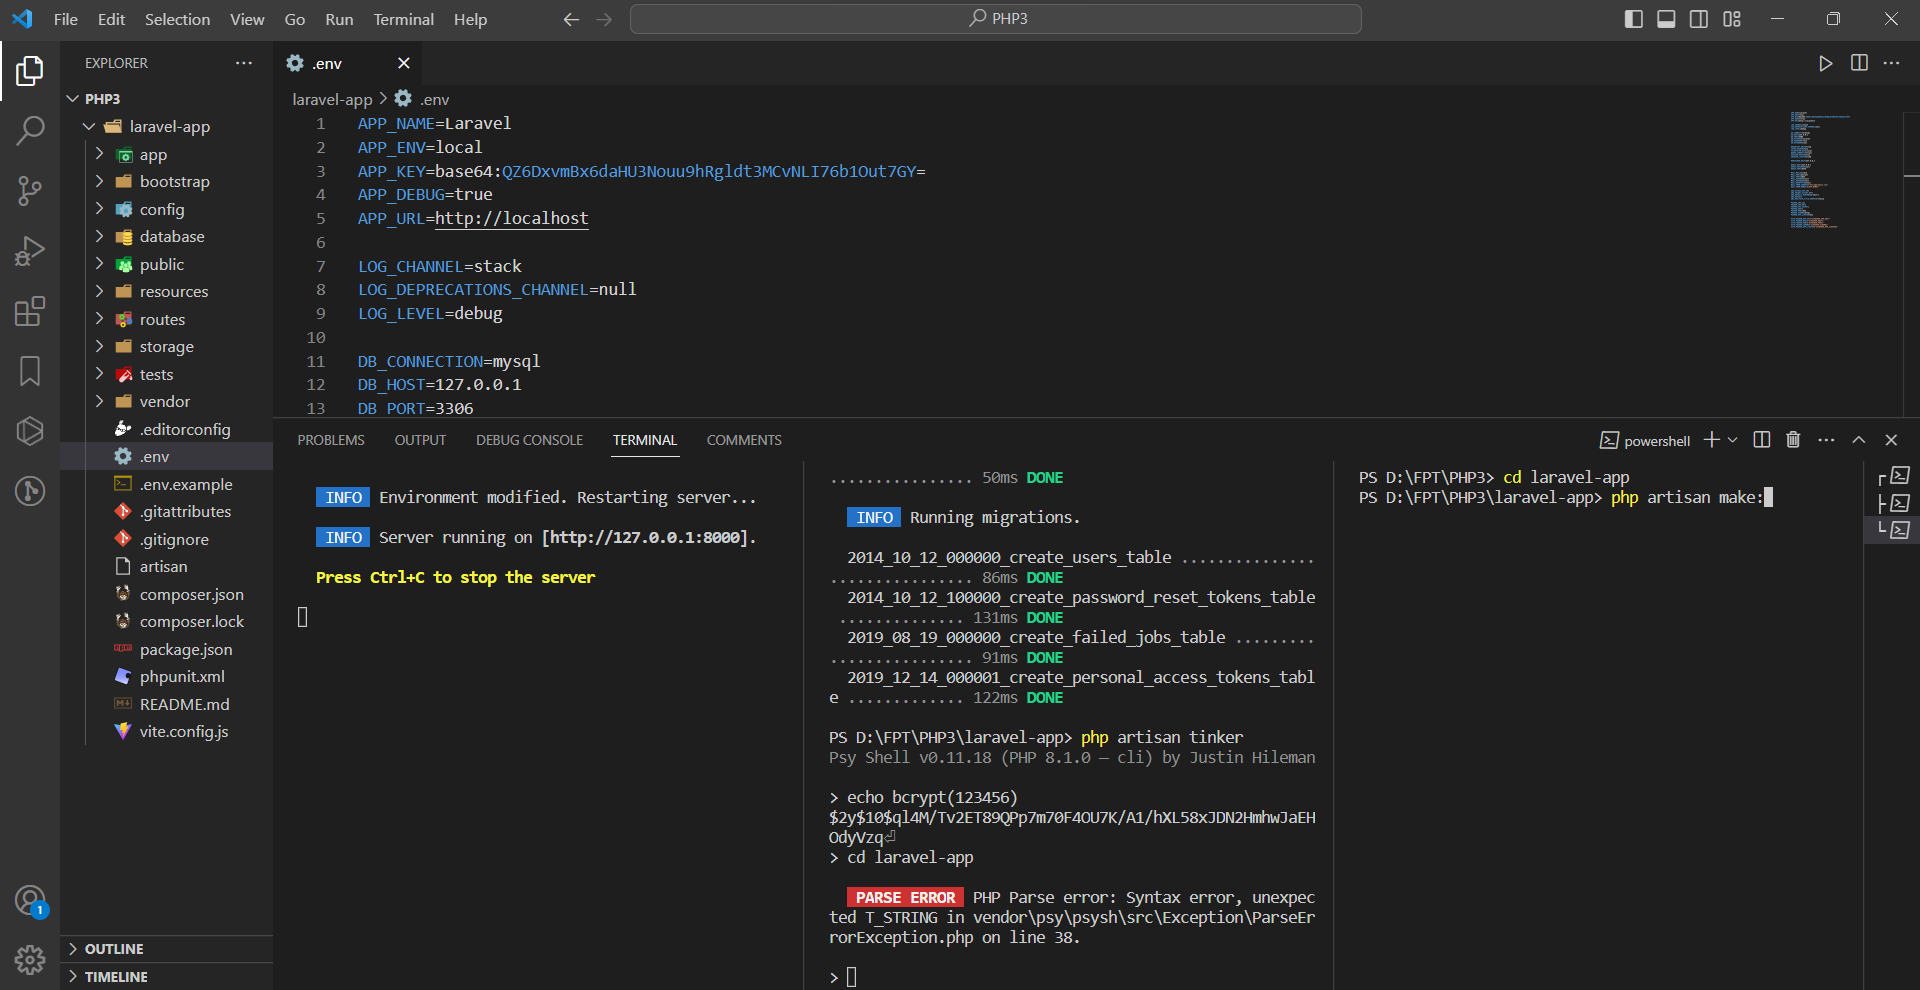 File Edit Selection View Go Run Terminal Help
PHP3
EXPLORER
PHP3
laravel-app
app
bootstrap
config
database
public
resources
routes
storage
tests
vendor
.editorconfig
.env
.env.example
.gitattributes
.gitignore
artisan
composer.json
composer.lock
package.json
phpunit.xml
README.md
vite.config.js
OUTLINE
TIMELINE
1
.env
laravel-app > .env
1 APP_NAME=Laravel
2 APP_ENV=local
3 APP_KEY=base64:QZ6DxvmBx6daHU3Nouu9hRgldt3MCvNLI76b1Out7GY=
4 APP_DEBUG=true
5 APP_URL=http://localhost
6
7 LOG_CHANNEL=stack
8 LOG_DEPRECATIONS_CHANNEL=null
9 LOG_LEVEL=debug
10
11 DB_CONNECTION=mysql
12 DB_HOST=127.0.0.1
13 DB_PORT=3306
PROBLEMS OUTPUT DEBUG CONSOLE TERMINAL COMMENTS
powershell
INFO Environment modified. Restarting server...
INFO Server running on [http://127.0.0.1:8000].
Press Ctrl+C to stop the server
................ 50ms DONE
INFO Running migrations.
2014_10_12_000000_create_users_table ...............
................ 86ms DONE
2014_10_12_100000_create_password_reset_tokens_table
.............. 131ms DONE
2019_08_19_000000_create_failed_jobs_table .........
................ 91ms DONE
2019_12_14_000001_create_personal_access_tokens_tabl
e ............. 122ms DONE
PS D:\FPT\PHP3\laravel-app> php artisan tinker
Psy Shell v0.11.18 (PHP 8.1.0 — cli) by Justin Hileman
> echo bcrypt(123456)
$2y$10$ql4M/Tv2ET89QPp7m70F4OU7K/A1/hXL58xJDN2HmhwJaEH
OdyVzq⏎
> cd laravel-app
PARSE ERROR PHP Parse error: Syntax error, unexpec
ted T_STRING in vendor\psy\psysh\src\Exception\ParseEr
rorException.php on line 38.
>
PS D:\FPT\PHP3> cd laravel-app
PS D:\FPT\PHP3\laravel-app> php artisan make: